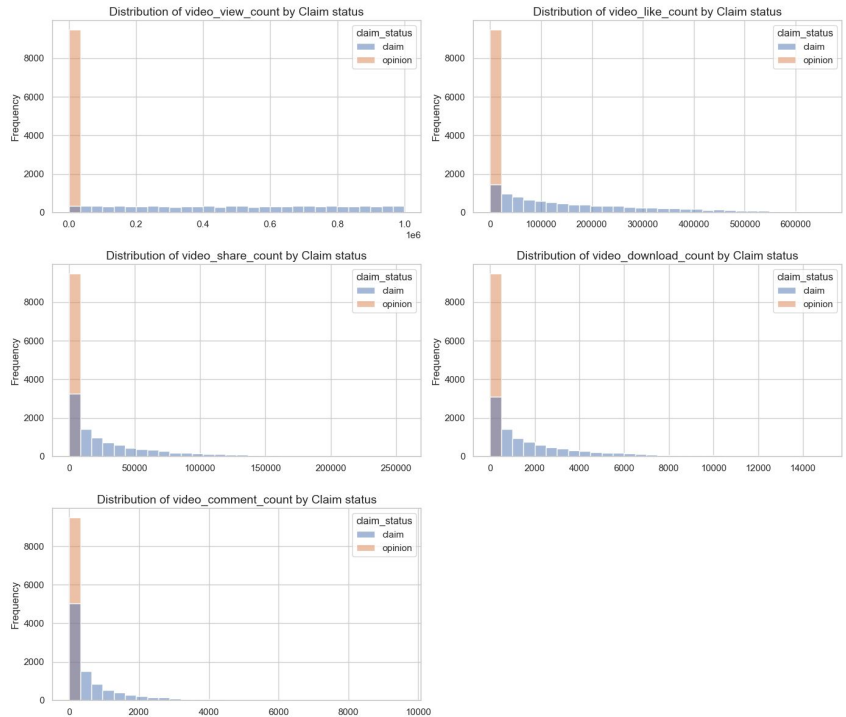 Distribution of video_view_count by Claim status
claim_status
claim
opinion
Frequency
8000
6000
4000
2000
0
0.0 0.2 0.4 0.6 0.8 1.0
1e6
Distribution of video_like_count by Claim status
claim_status
claim
opinion
Frequency
8000
6000
4000
2000
0
0 100000 200000 300000 400000 500000 600000
Distribution of video_share_count by Claim status
claim_status
claim
opinion
Frequency
8000
6000
4000
2000
0
0 50000 100000 150000 200000 250000
Distribution of video_download_count by Claim status
claim_status
claim
opinion
Frequency
8000
6000
4000
2000
0
0 2000 4000 6000 8000 10000 12000 14000
Distribution of video_comment_count by Claim status
claim_status
claim
opinion
Frequency
8000
6000
4000
2000
0
0 2000 4000 6000 8000 10000